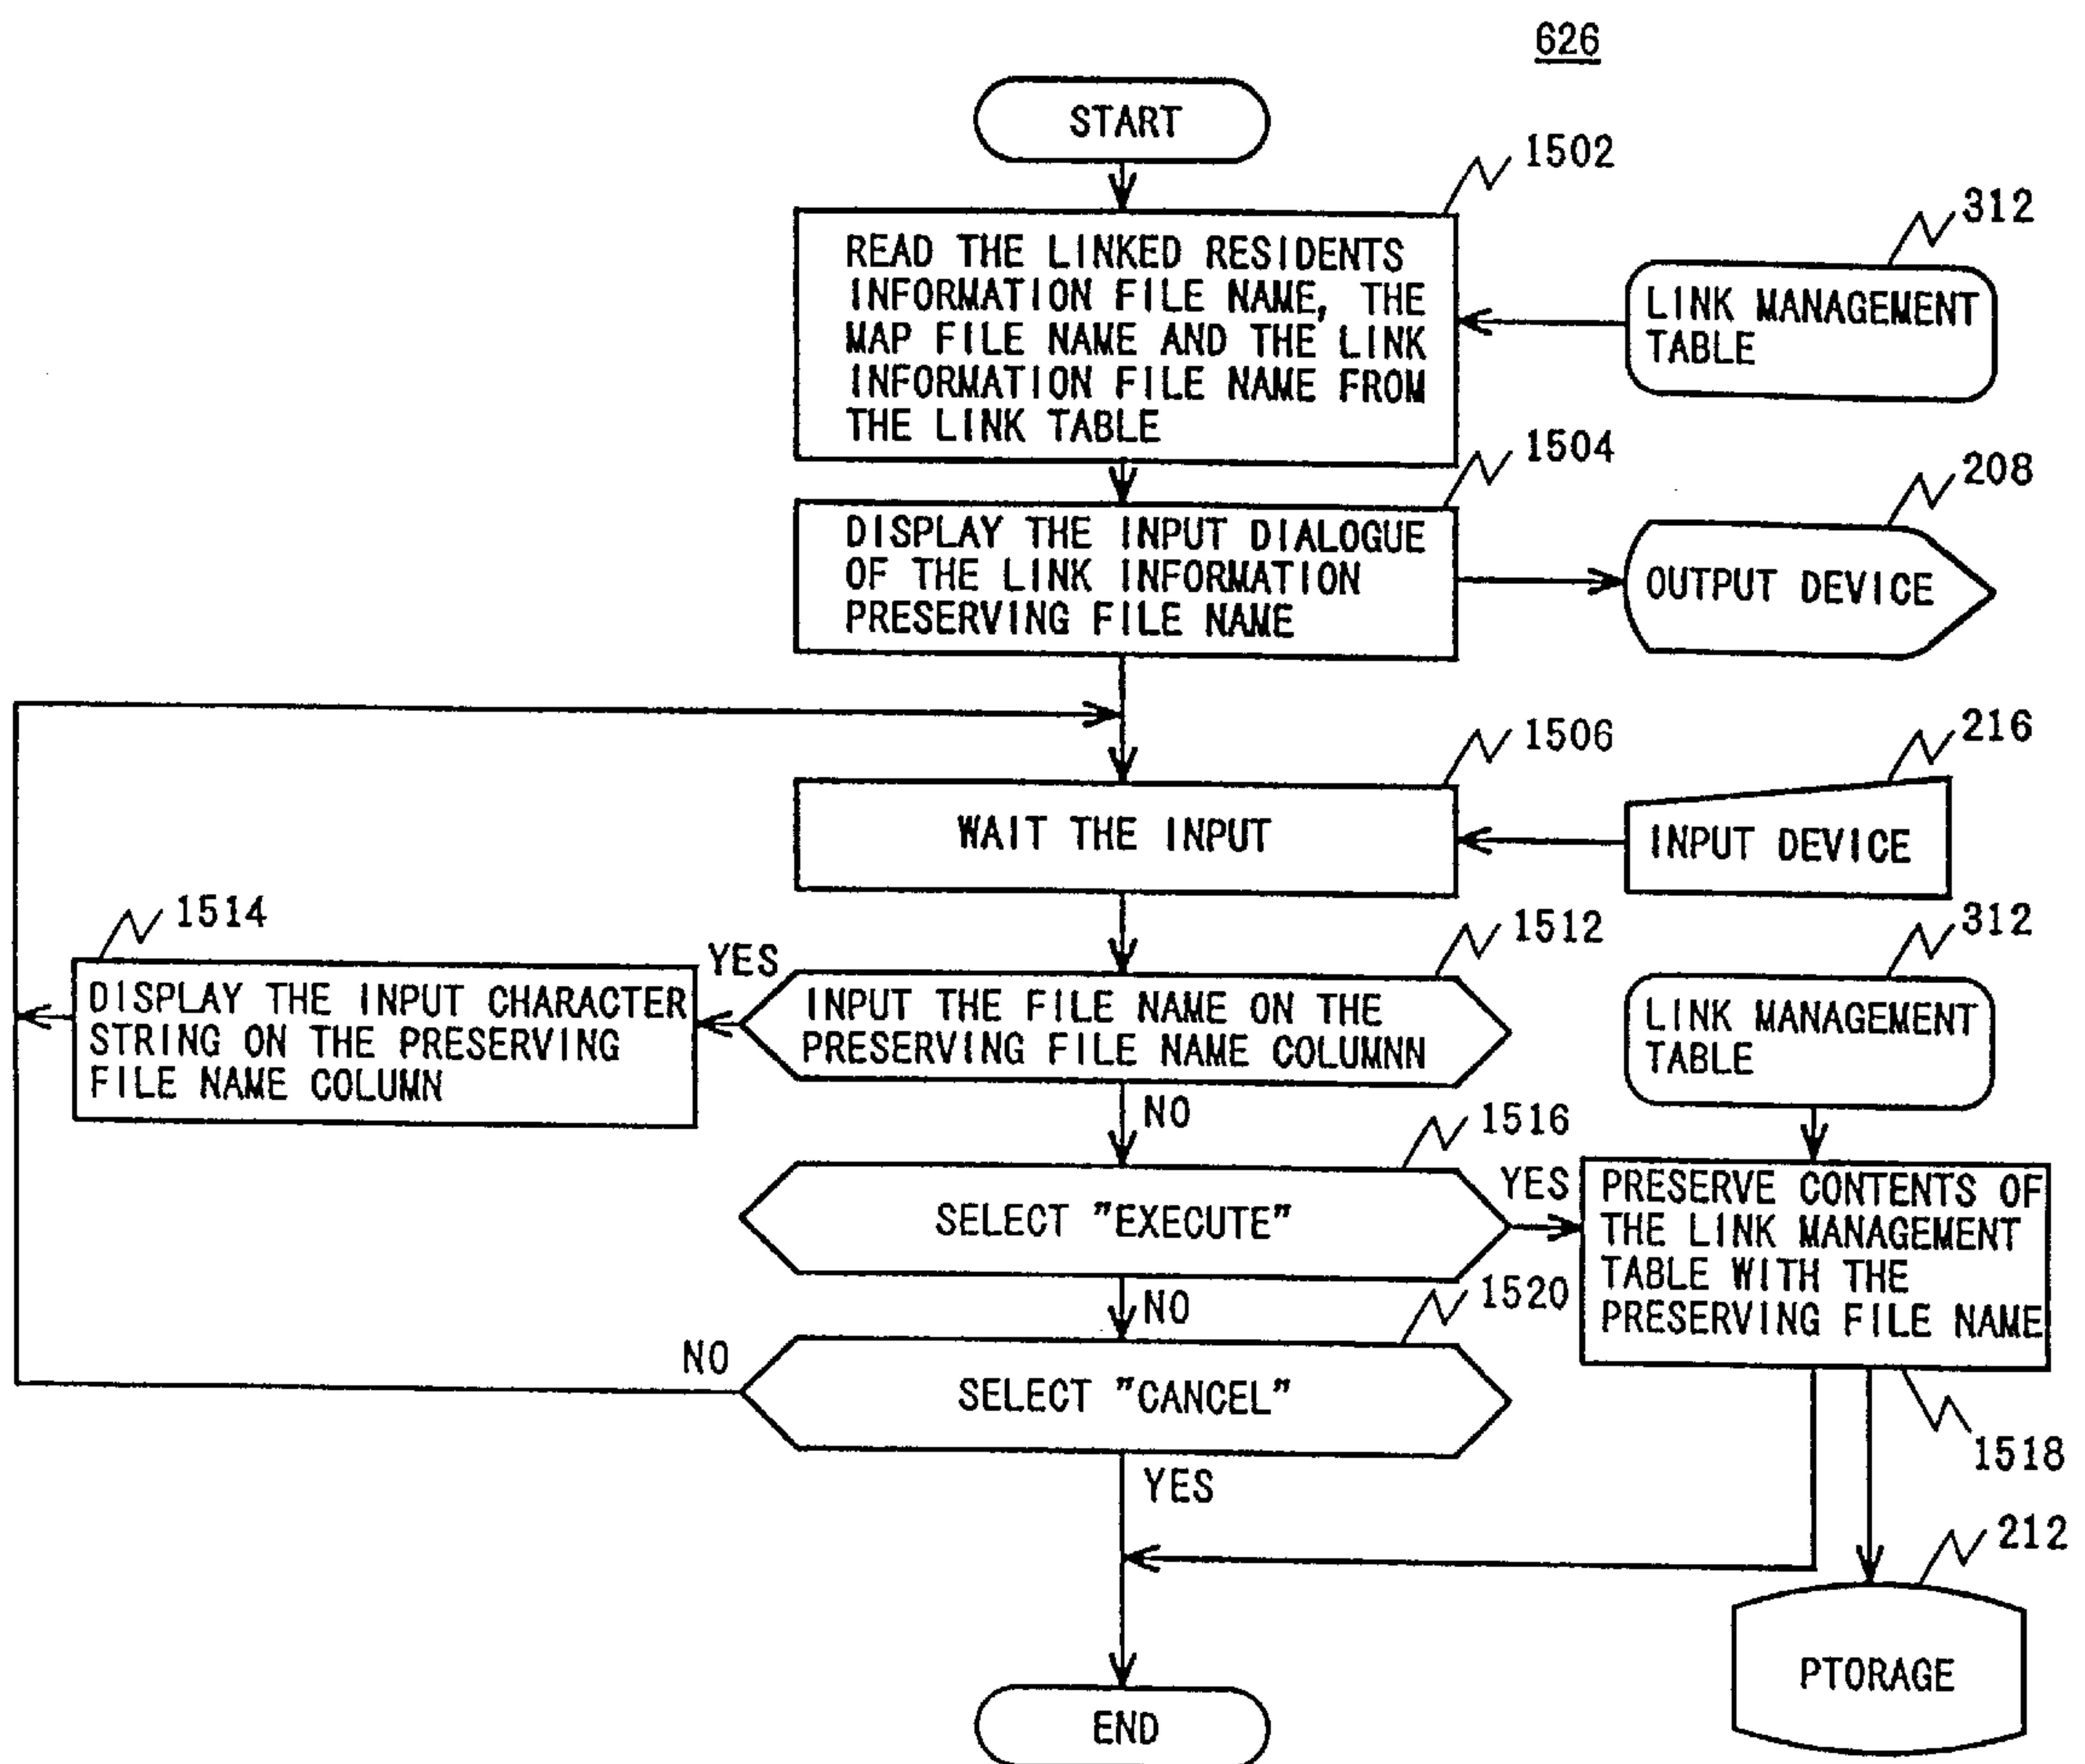 626
START
1502
READ THE LINKED RESIDENTS
INFORMATION FILE NAME, THE
MAP FILE NAME AND THE LINK
INFORMATION FILE NAME FROM
THE LINK TABLE
312
LINK MANAGEMENT
TABLE
1504
DISPLAY THE INPUT DIALOGUE
OF THE LINK INFORMATION
PRESERVING FILE NAME
208
OUTPUT DEVICE
1506
WAIT THE INPUT
216
INPUT DEVICE
1514
DISPLAY THE INPUT CHARACTER
STRING ON THE PRESERVING
FILE NAME COLUMN
YES
1512
INPUT THE FILE NAME ON THE
PRESERVING FILE NAME COLUMNN
NO
312
LINK MANAGEMENT
TABLE
1516
SELECT "EXECUTE"
YES
NO
PRESERVE CONTENTS OF
THE LINK MANAGEMENT
TABLE WITH THE
PRESERVING FILE NAME
1518
1520
SELECT "CANCEL"
NO
YES
212
PTORAGE
END